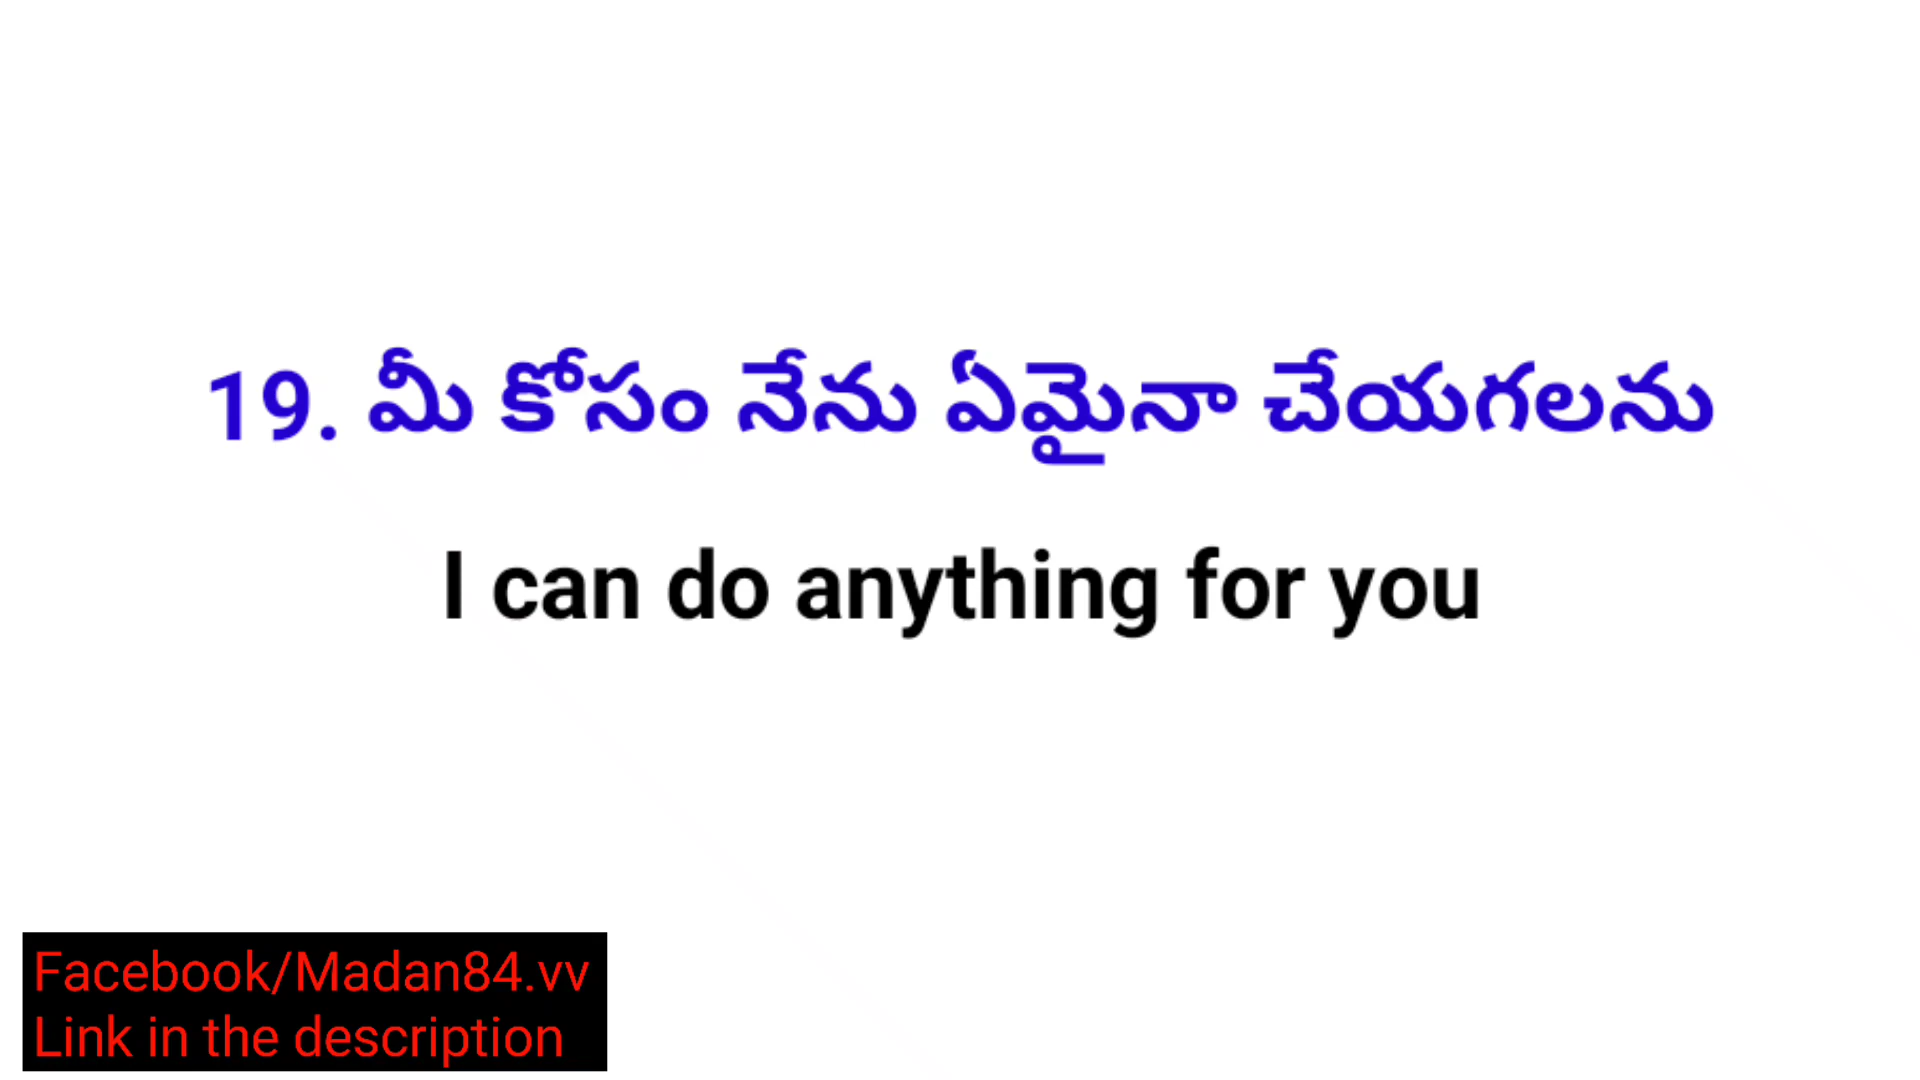 19. మీ కోసం నేను ఏమైనా చేయగలను
I can do anything for you
Facebook/Madan84.vv
Link in the description